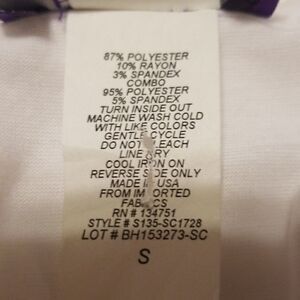 87% POLYESTER
10% RAYON
3% SPANDEX
COMBO
95% POLYESTER
5% SPANDEX
TURN INSIDE OUT
MACHINE WASH COLD
WITH LIKE COLORS
GENTLE CYCLE
DO NOT BLEACH
LINE DRY
COOL IRON ON
REVERSE SIDE ONLY
MADE IN USA
FROM IMPORTED
FABRICS
RN # 134751
STYLE # S135-SC1728
LOT # BH153273-SC
S